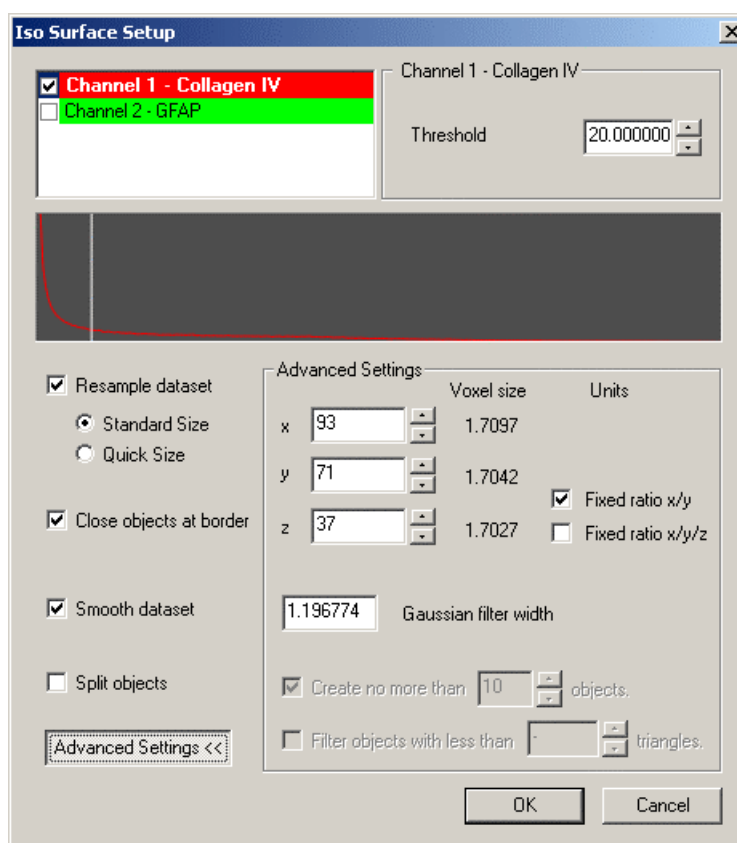 Iso Surface Setup
Channel 1 - Collagen IV
Channel 2 - GFAP
Channel 1 - Collagen IV
Threshold 20.000000
Resample dataset
Standard Size
Quick Size
Close objects at border
Smooth dataset
Split objects
Advanced Settings <<
Advanced Settings
Voxel size Units
x 93 1.7097
y 71 1.7042
Fixed ratio x/y
z 37 1.7027 Fixed ratio x/y/z
1.196774 Gaussian filter width
Create no more than 10 objects.
Filter objects with less than - triangles.
OK Cancel